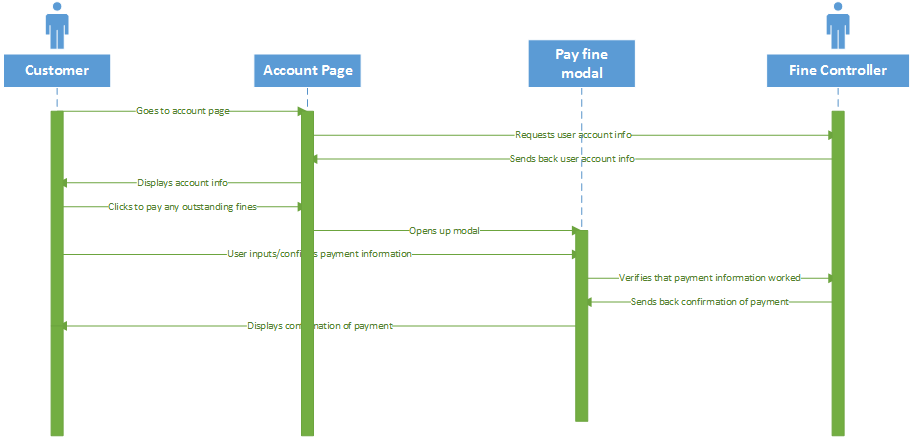 Customer
Account Page
Pay fine
modal
Fine Controller
Goes to account page
Requests user account info
Sends back user account info
Displays account info
Clicks to pay any outstanding fines
Opens up modal
User inputs/confirms payment information
Verifies that payment information worked
Sends back confirmation of payment
Displays confirmation of payment